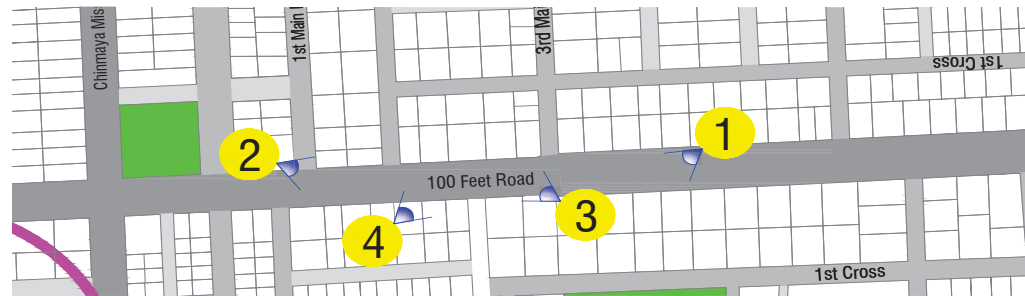 Chinmaya Mis
1st Main
3rd Ma
1st Cross
1
2
100 Feet Road
3
4
1st Cross